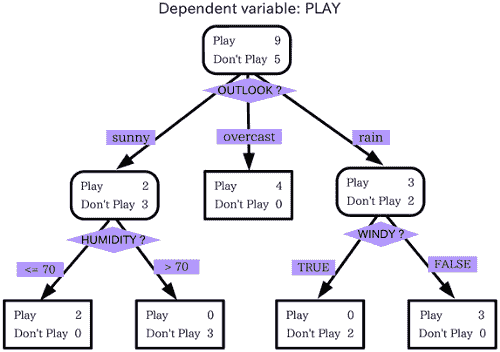 Dependent variable: PLAY
Play 9
Don't Play 5
OUTLOOK ?
sunny
overcast
rain
Play 2
Don't Play 3
Play 4
Don't Play 0
Play 3
Don't Play 2
HUMIDITY ?
WINDY ?
<= 70
> 70
TRUE
FALSE
Play 2
Don't Play 0
Play 0
Don't Play 3
Play 0
Don't Play 2
Play 3
Don't Play 0